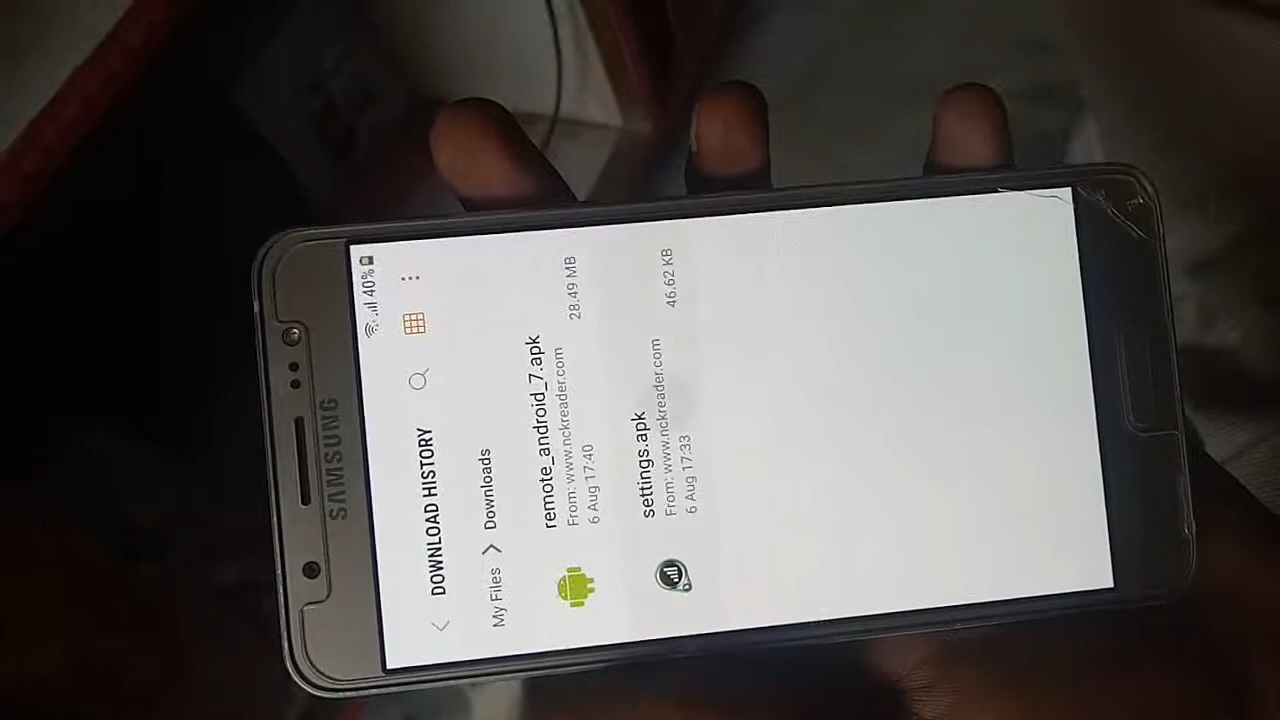 SAMSUNG
40%
DOWNLOAD HISTORY
My Files > Downloads
remote_android_7.apk
From: www.nckreader.com
6 Aug 17:40 28.49 MB
settings.apk
From: www.nckreader.com
6 Aug 17:33 46.62 KB